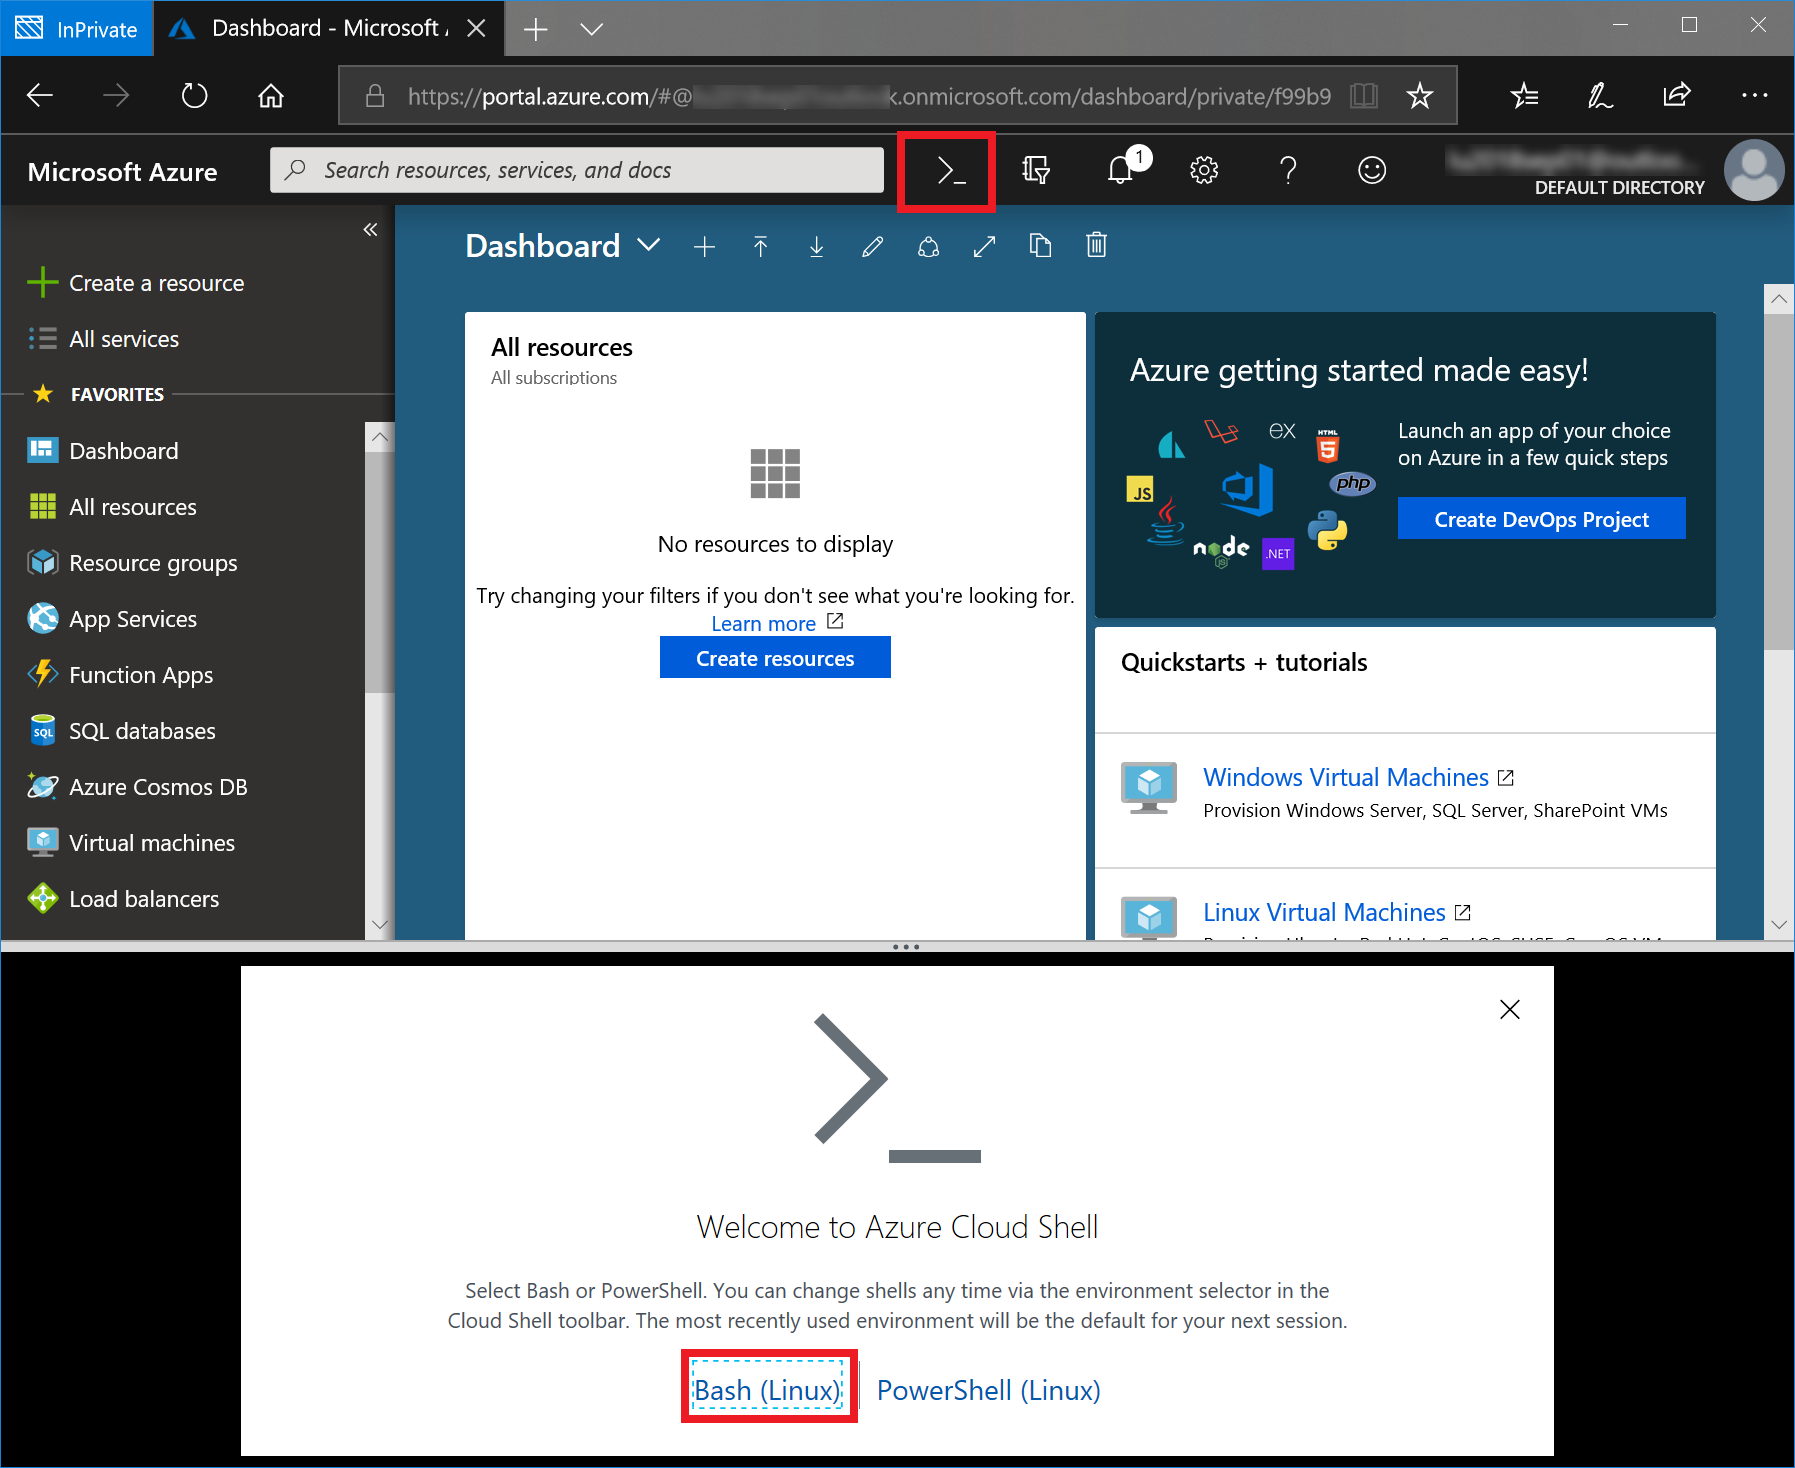 InPrivate
Dashboard - Microsoft
https://portal.azure.com/#@
k.onmicrosoft.com/dashboard/private/f99b9
Microsoft Azure
Search resources, services, and docs
1
DEFAULT DIRECTORY
Create a resource
All services
FAVORITES
Dashboard
All resources
Resource groups
App Services
Function Apps
SQL
SQL databases
Azure Cosmos DB
Virtual machines
Load balancers
Dashboard
All resources
All subscriptions
No resources to display
Try changing your filters if you don't see what you're looking for.
Learn more
Create resources
Azure getting started made easy!
Launch an app of your choice
on Azure in a few quick steps
Create DevOps Project
ex
HTML
5
JS
php
node
JS
.NET
Quickstarts + tutorials
Windows Virtual Machines
Provision Windows Server, SQL Server, SharePoint VMs
Linux Virtual Machines
Welcome to Azure Cloud Shell
Select Bash or PowerShell. You can change shells any time via the environment selector in the
Cloud Shell toolbar. The most recently used environment will be the default for your next session.
Bash (Linux)
PowerShell (Linux)